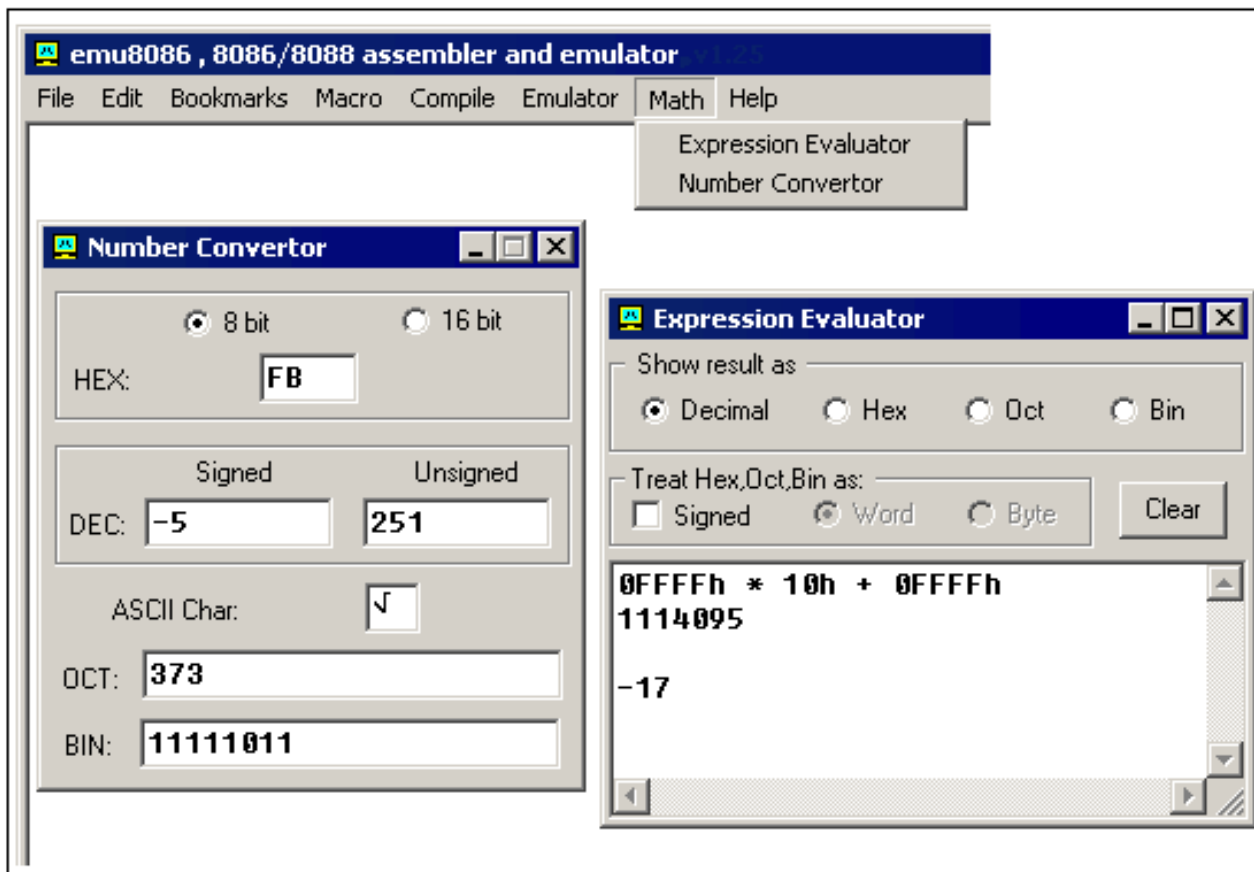 emu8086 , 8086/8088 assembler and emulator,v1.25
File Edit Bookmarks Macro Compile Emulator Math Help
Expression Evaluator
Number Convertor
Number Convertor
8 bit 16 bit
HEX: FB
Signed Unsigned
DEC: -5 251
ASCII Char: √
OCT: 373
BIN: 11111011
Expression Evaluator
Show result as
Decimal Hex Oct Bin
Treat Hex,Oct,Bin as:
Signed Word Byte
Clear
0FFFFh * 10h + 0FFFFh
1114095
-17